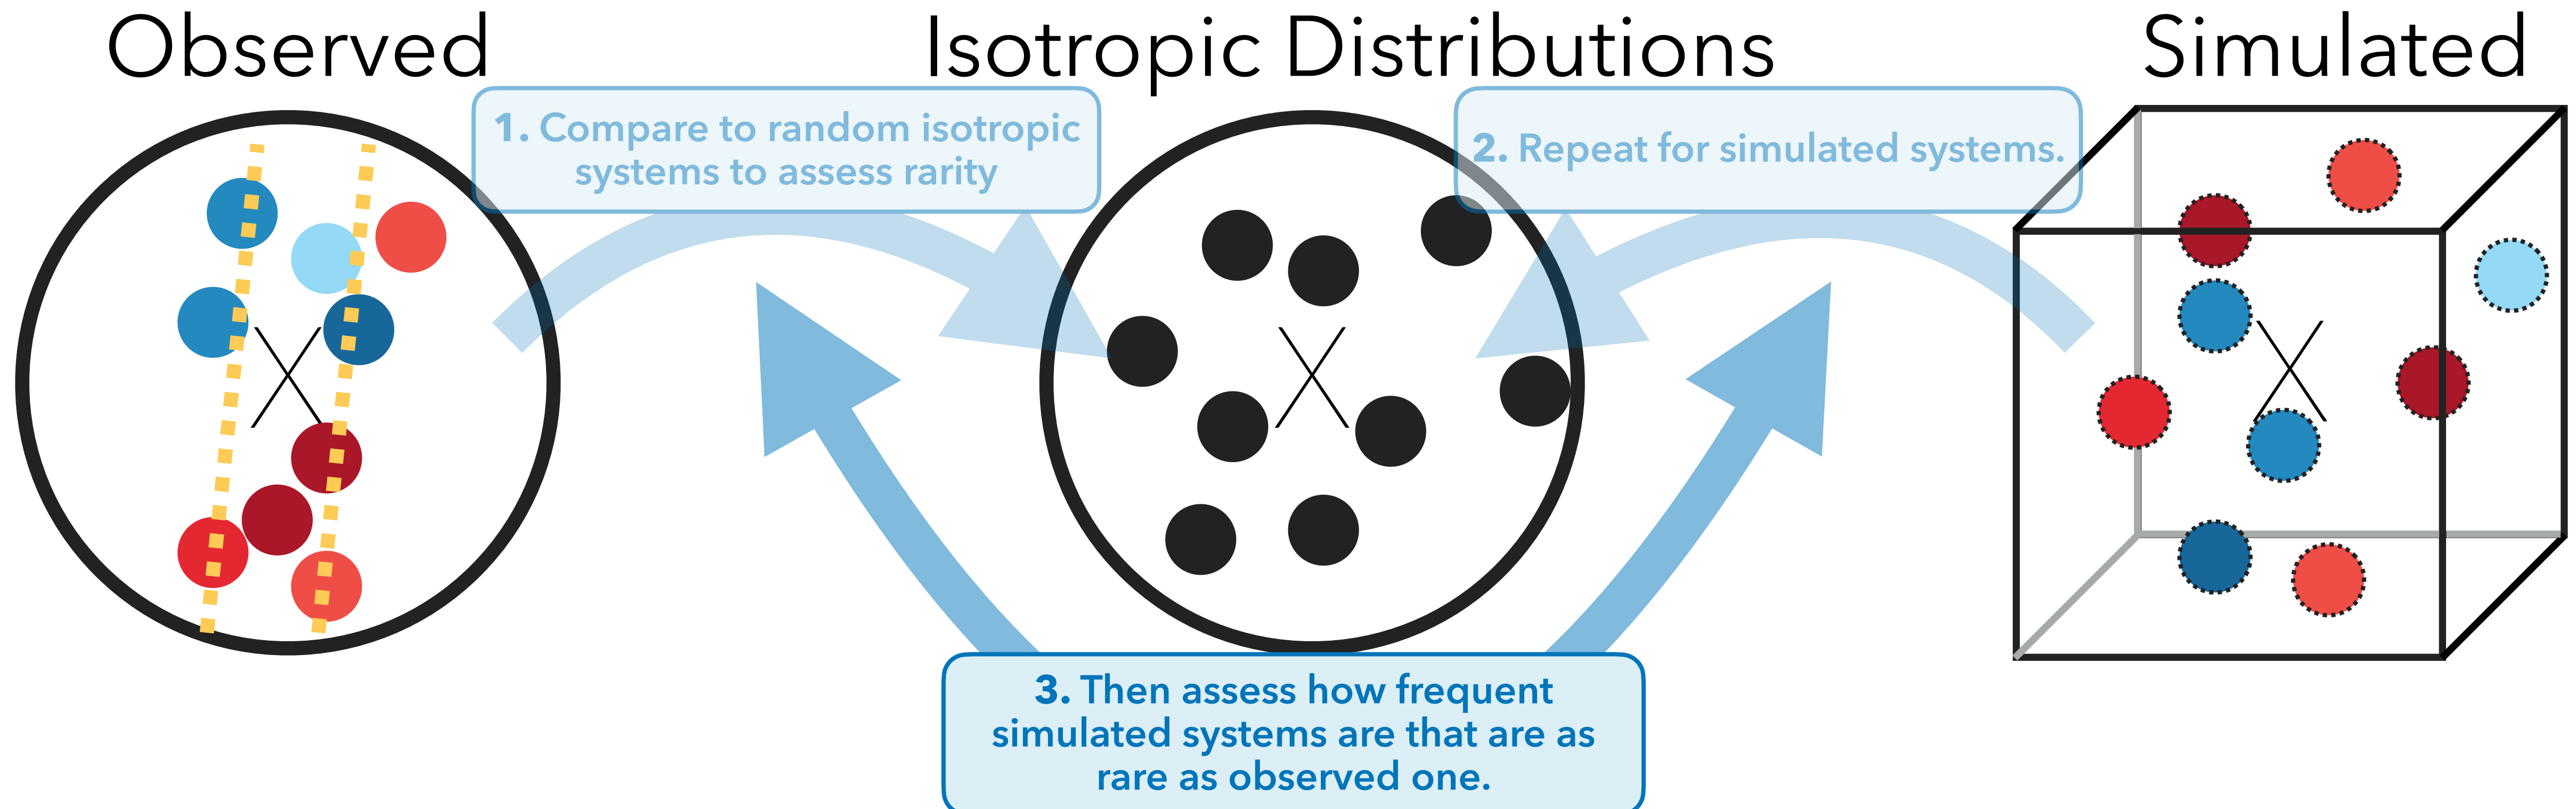 Observed
Isotropic Distributions
Simulated
1. Compare to random isotropic
systems to assess rarity
2. Repeat for simulated systems.
3. Then assess how frequent
simulated systems are that are as
rare as observed one.